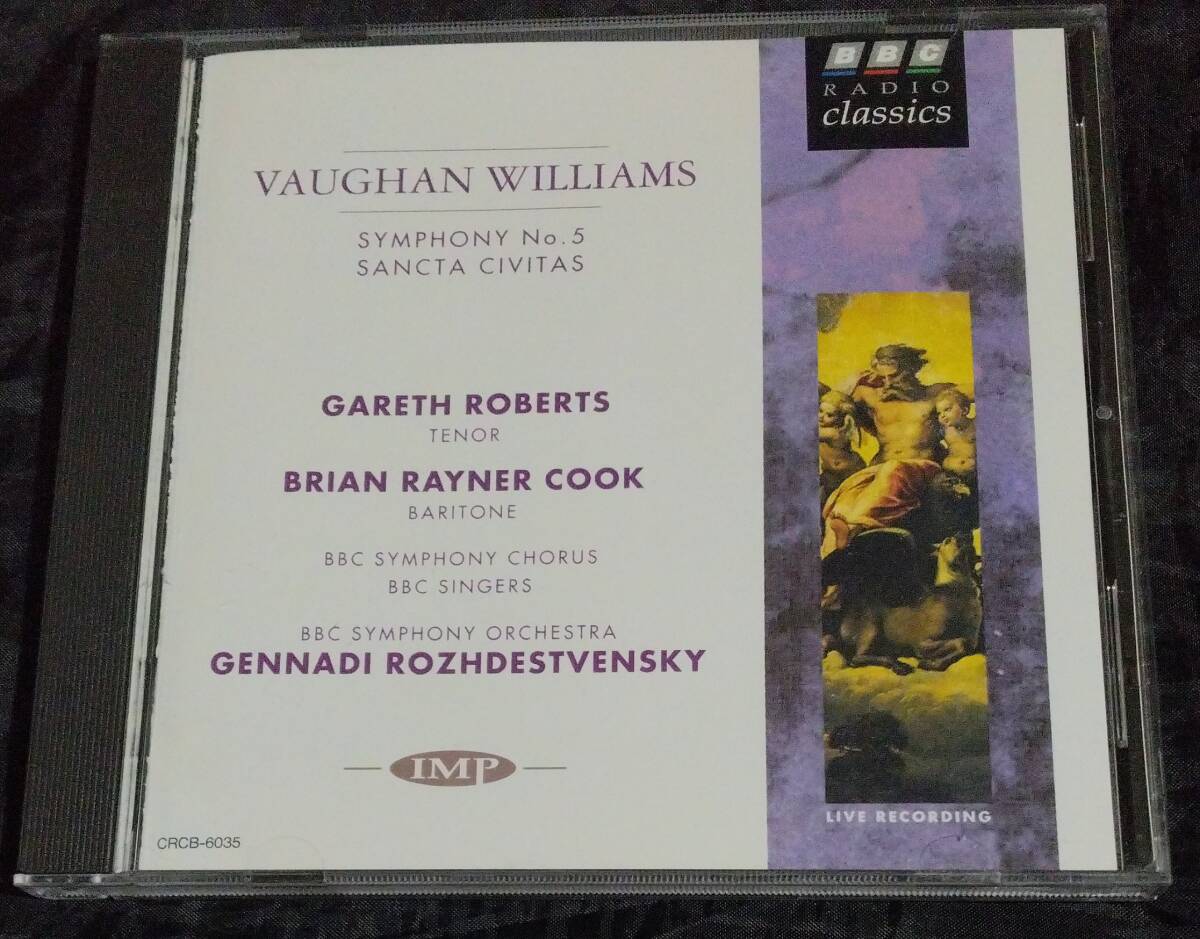 BBC
RADIO
classics
VAUGHAN WILLIAMS
SYMPHONY No.5
SANCTA CIVITAS
GARETH ROBERTS
TENOR
BRIAN RAYNER COOK
BARITONE
BBC SYMPHONY CHORUS
BBC SINGERS
BBC SYMPHONY ORCHESTRA
GENNADI ROZHDESTVENSKY
IMP
LIVE RECORDING
CRCB-6035